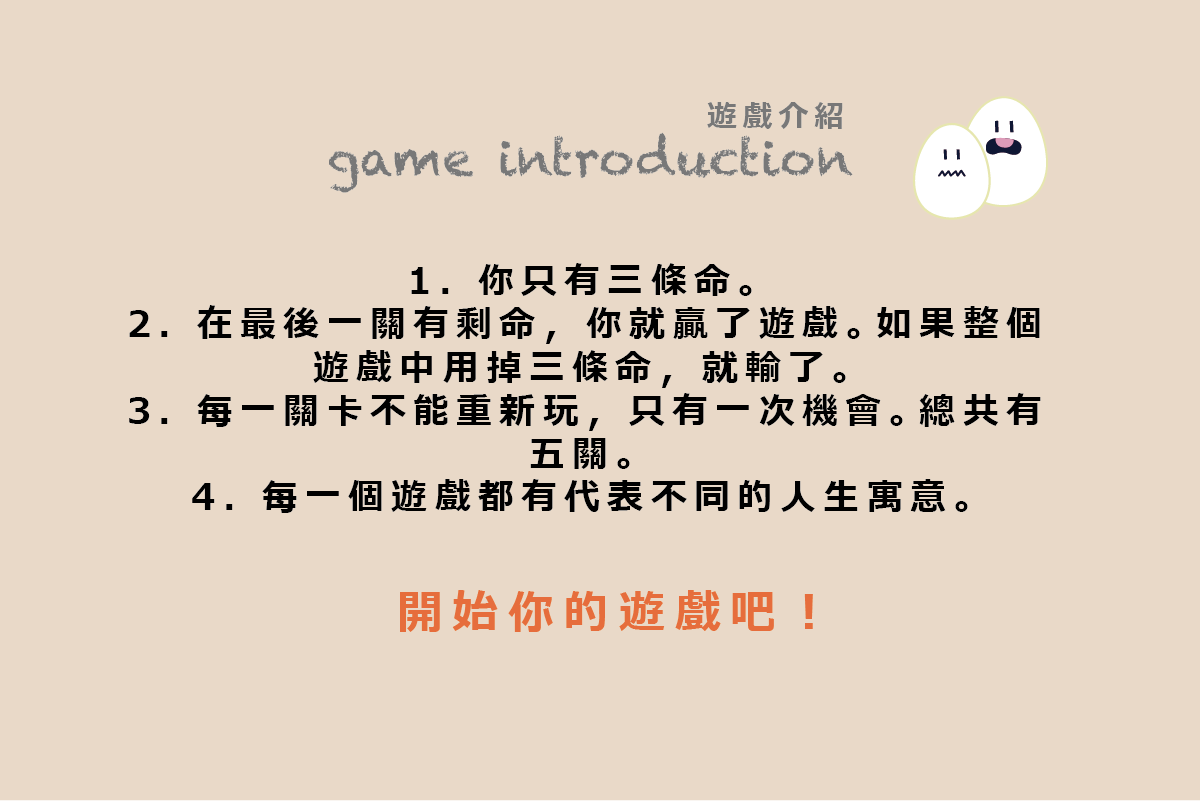 遊戲介紹
game introduction
1. 你只有三條命。
2. 在最後一關有剩命，你就贏了遊戲。如果整個
遊戲中用掉三條命，就輸了。
3. 每一關卡不能重新玩，只有一次機會。總共有
五關。
4. 每一個遊戲都有代表不同的人生寓意。
開始你的遊戲吧！